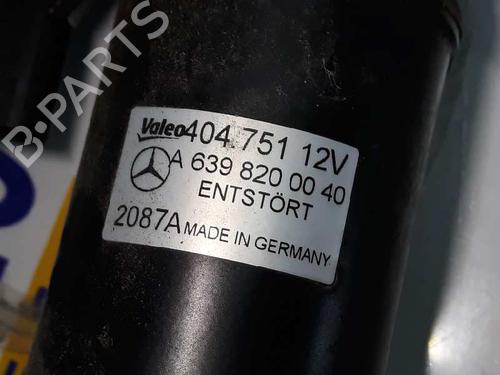 B-PARTS
Valeo 404.751 12V
A 639 820 00 40
ENTSTÖRT
2087A MADE IN GERMANY